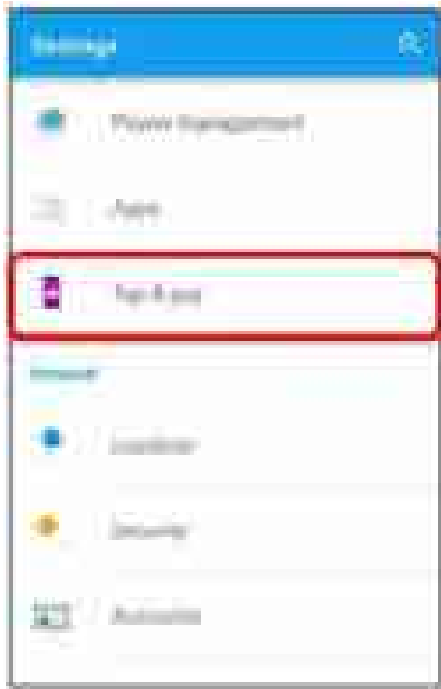 Settings
Power management
Apps
Tap & pay
Personal
Location
Security
Accounts